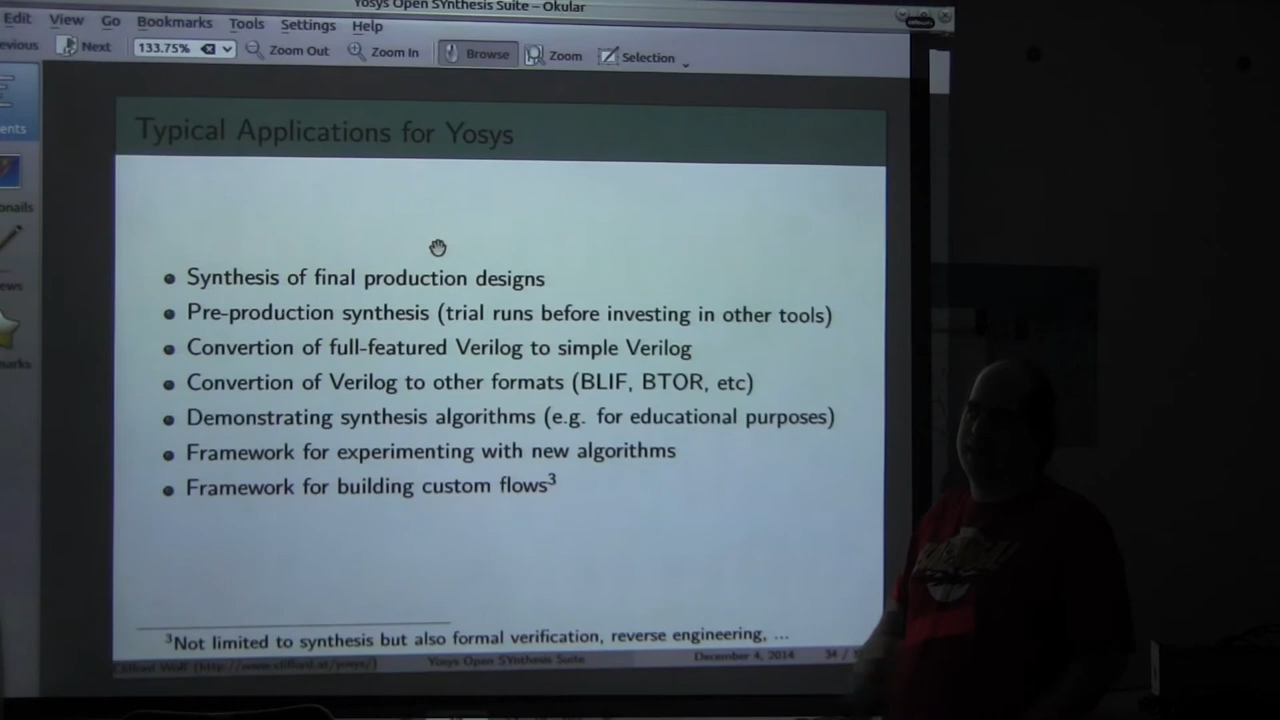 Yosys Open SYnthesis Suite – Okular
Edit View Go Bookmarks Tools Settings Help
evious Next 133.75% Zoom Out Zoom In Browse Zoom Selection
ents
nails
ews
arks
Typical Applications for Yosys
Synthesis of final production designs
Pre-production synthesis (trial runs before investing in other tools)
Convertion of full-featured Verilog to simple Verilog
Convertion of Verilog to other formats (BLIF, BTOR, etc)
Demonstrating synthesis algorithms (e.g. for educational purposes)
Framework for experimenting with new algorithms
Framework for building custom flows³
³Not limited to synthesis but also formal verification, reverse engineering, ...
Clifford Wolf (http://www.clifford.at/yosys/) Yosys Open SYnthesis Suite December 4, 2014 34 /